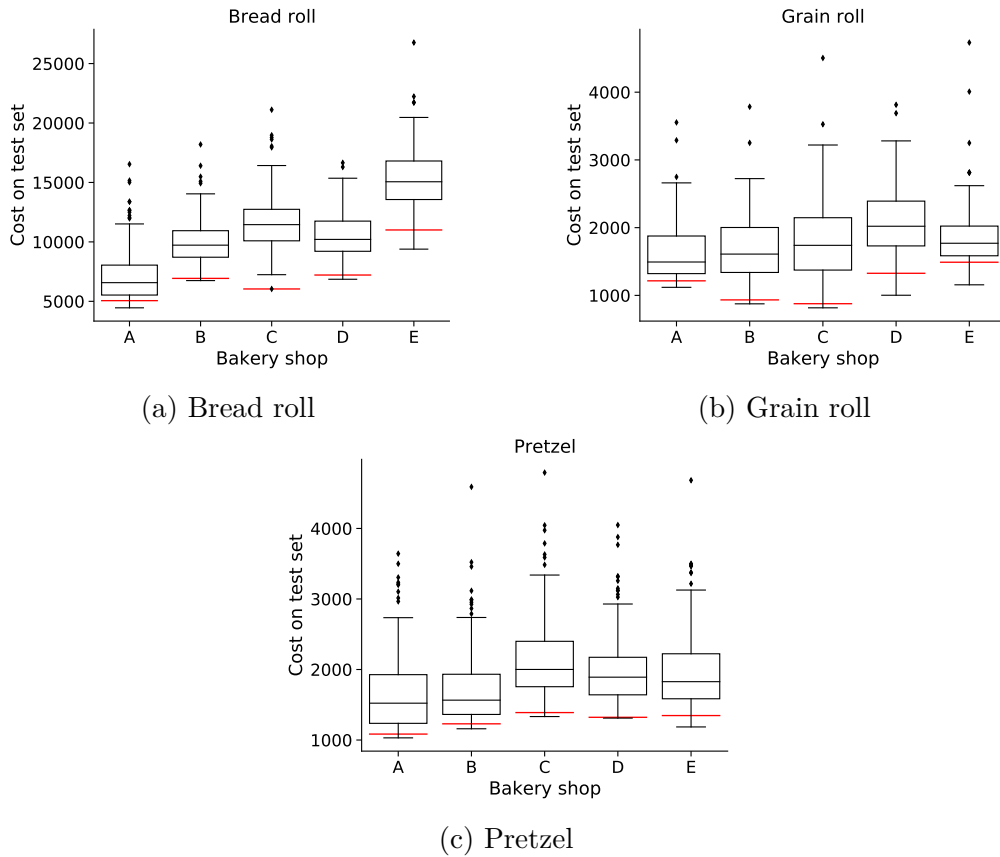 Bread roll
25000
20000
15000
10000
5000
Cost on test set
A B C D E
Bakery shop
(a) Bread roll
Grain roll
4000
3000
2000
1000
Cost on test set
A B C D E
Bakery shop
(b) Grain roll
Pretzel
4000
3000
2000
1000
Cost on test set
A B C D E
Bakery shop
(c) Pretzel